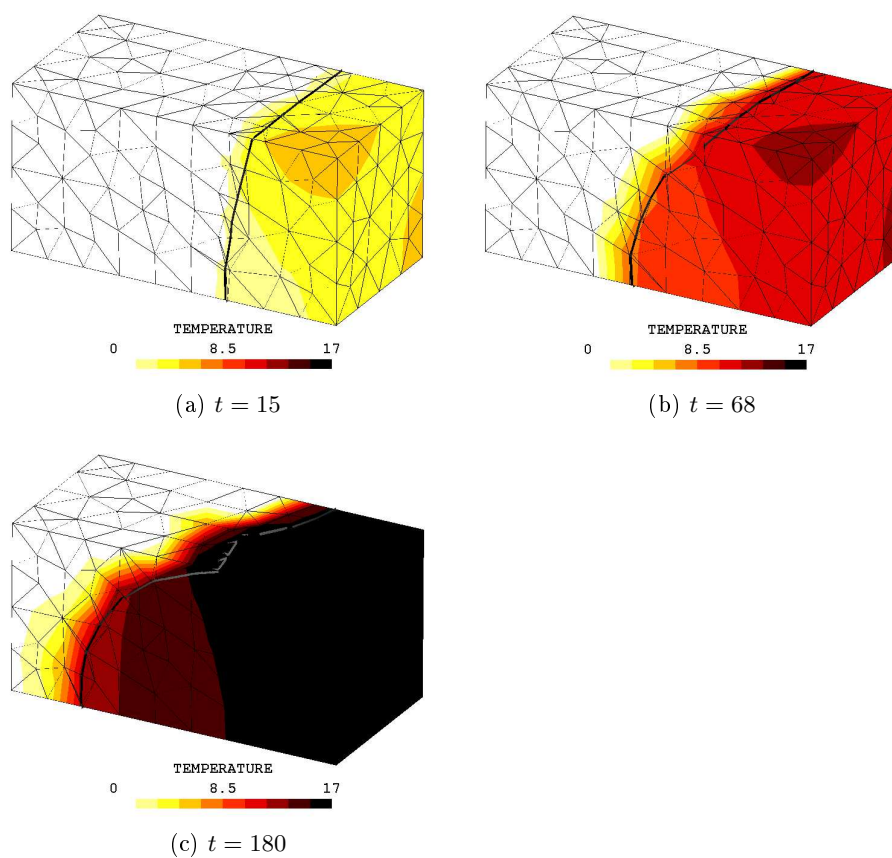 TEMPERATURE
0 8.5 17
(a) t = 15
TEMPERATURE
0 8.5 17
(b) t = 68
TEMPERATURE
0 8.5 17
(c) t = 180